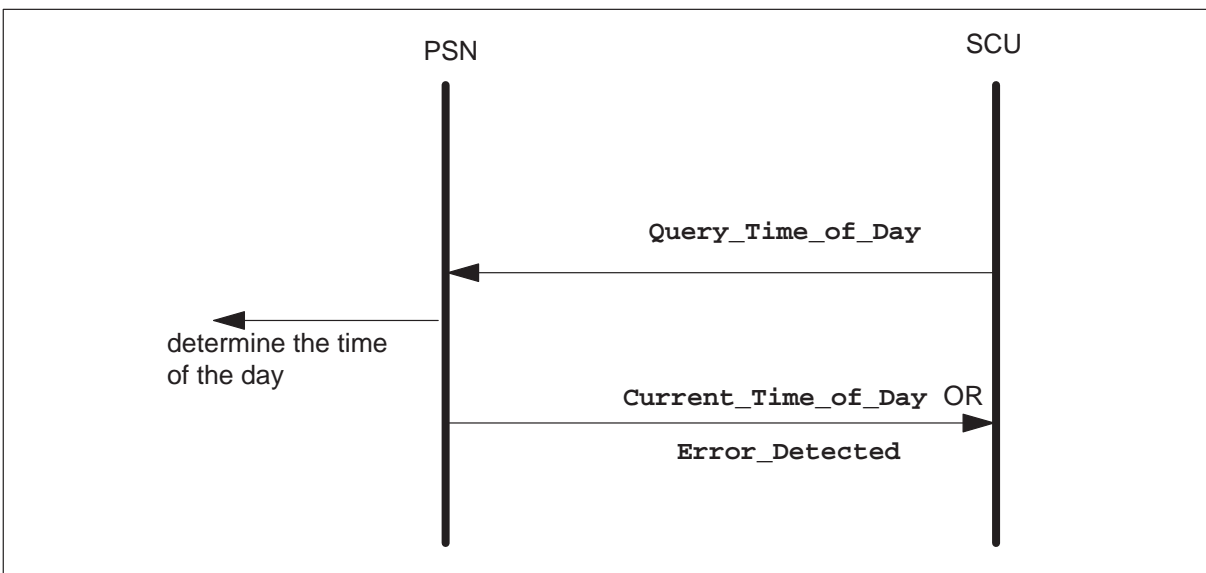 PSN
SCU
Query_Time_of_Day
determine the time
of the day
Current_Time_of_Day OR
Error_Detected